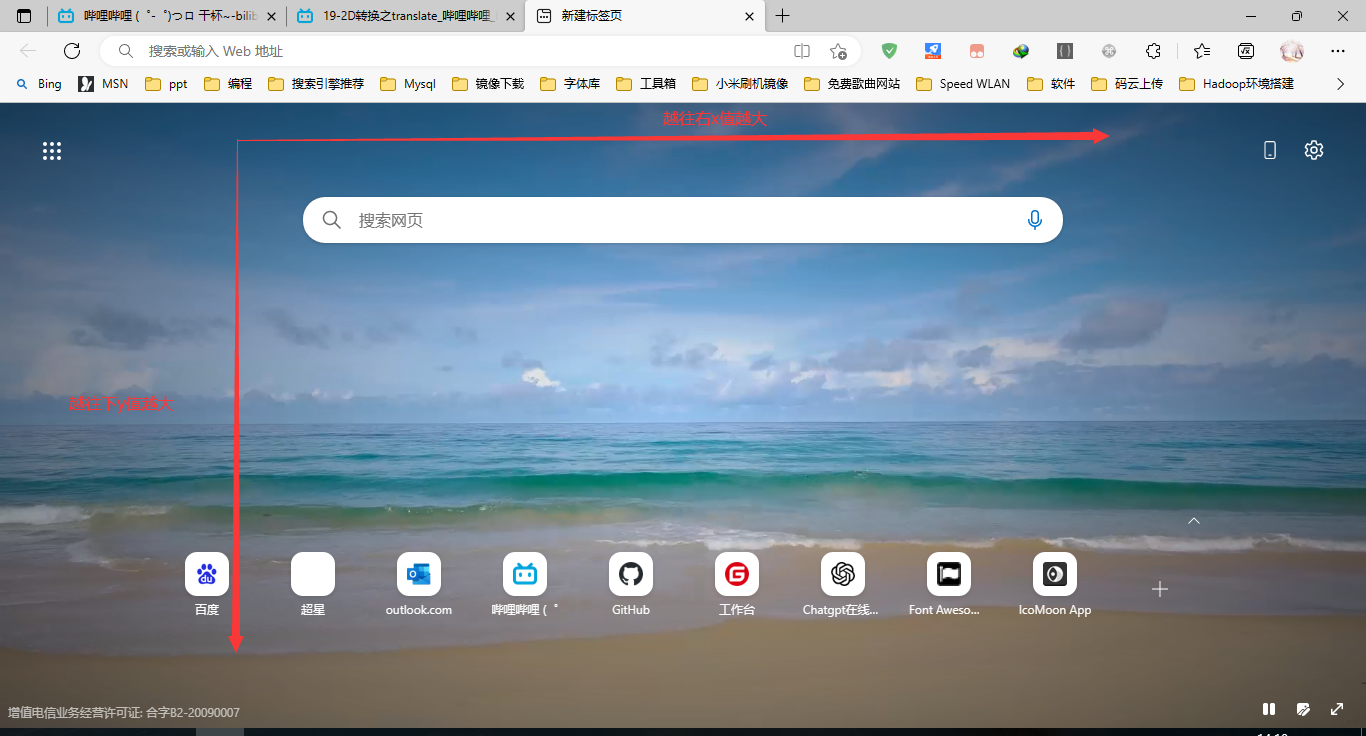 哔哩哔哩 (゜-゜)つロ 干杯~-bilib
19-2D转换之translate_哔哩哔哩_
新建标签页
搜索或输入 Web 地址
Bing
MSN
ppt
编程
搜索引擎推荐
Mysql
镜像下载
字体库
工具箱
小米刷机镜像
免费歌曲网站
Speed WLAN
软件
码云上传
Hadoop环境搭建
越往右x值越大
搜索网页
越往下y值越大
百度
超星
outlook.com
哔哩哔哩 (゜
GitHub
工作台
Chatgpt在线...
Font Aweso...
IcoMoon App
增值电信业务经营许可证: 合字B2-20090007